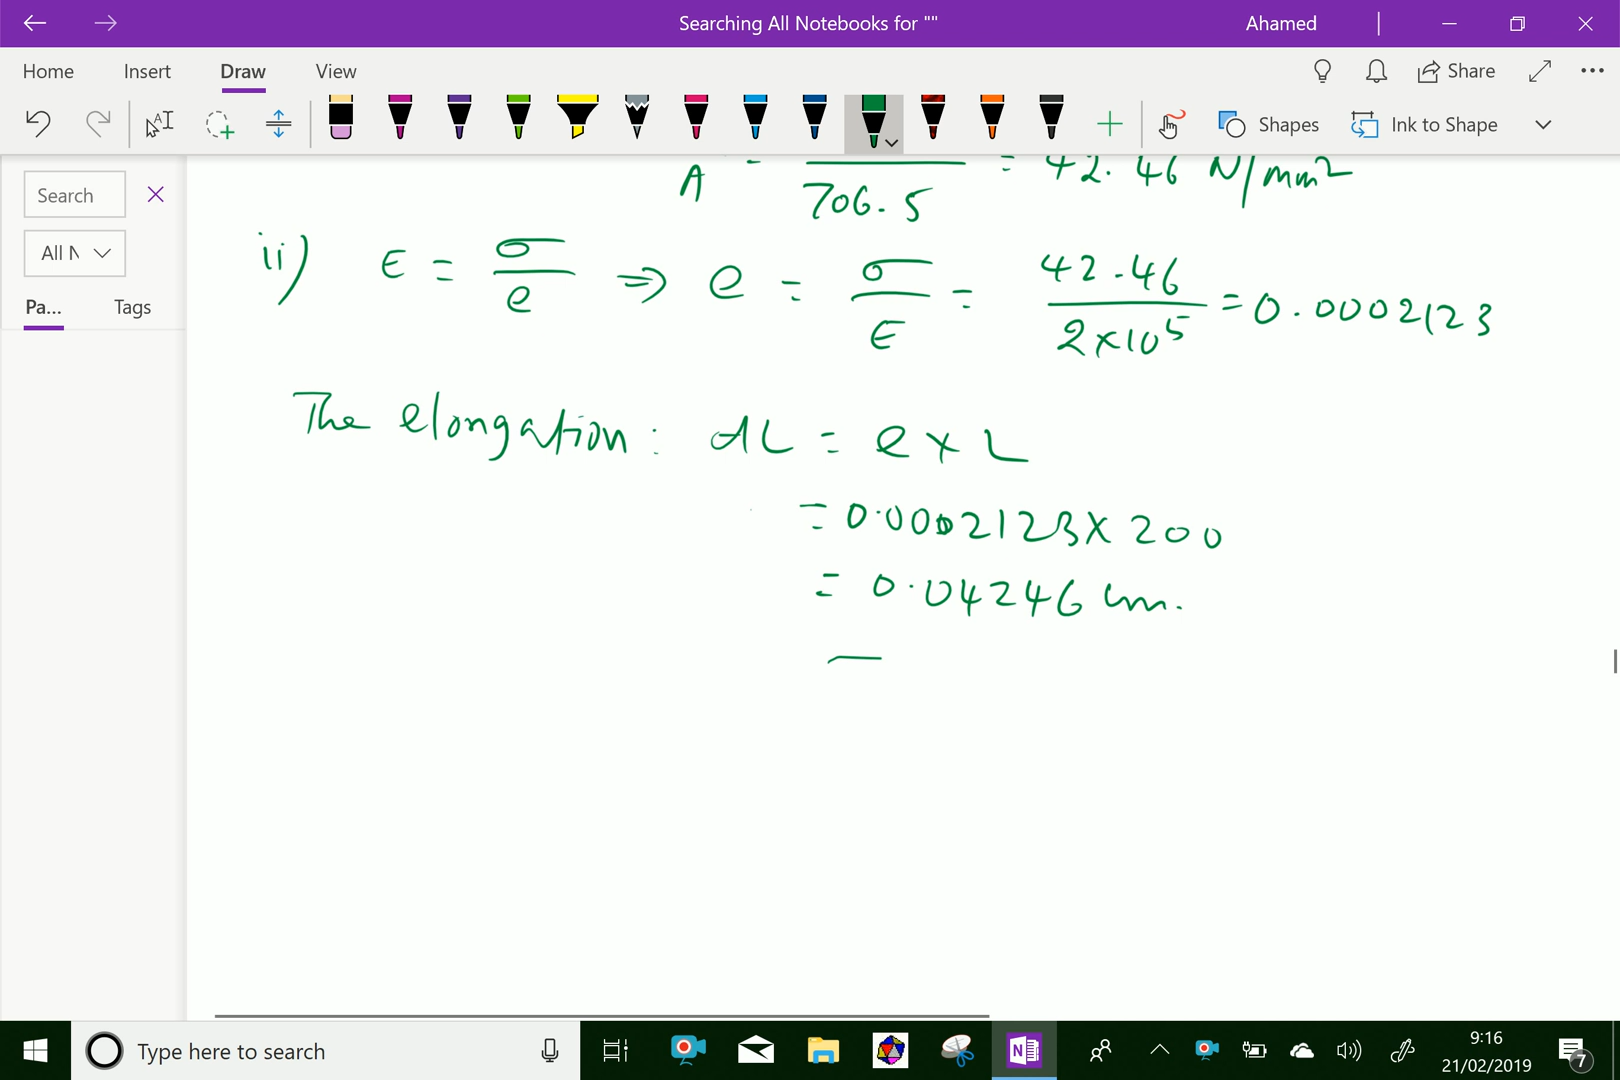 Searching All Notebooks for ""
Ahamed
Home Insert Draw View
Share
Shapes
Ink to Shape
Search
All N
Pa... Tags
A = 706.5 = 42.46 N/mm²
ii) E = σ/e ⇒ e = σ/E = 42.46/2×10⁵ = 0.0002123
The elongation: dL = e × L
= 0.0002123 × 200
= 0.04246 cm.
Type here to search
N
9:16
21/02/2019
7